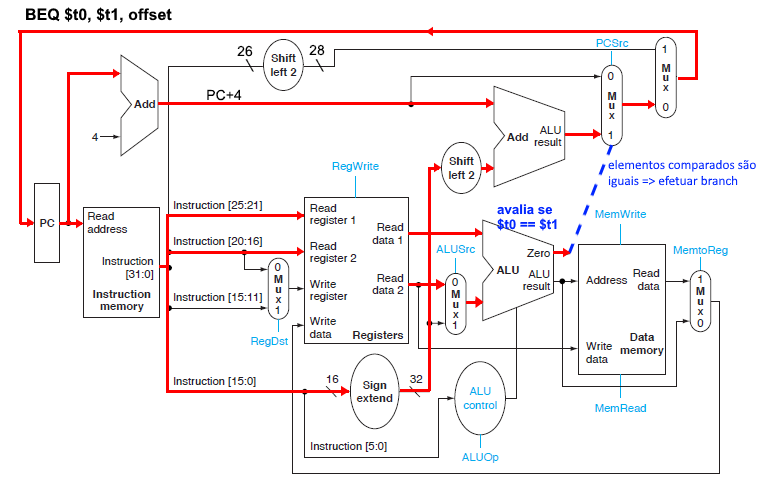 BEQ $t0, $t1, offset
26
Shift
left 2
28
PCSrc
1
M
u
x
0
0
M
u
x
1
Add
PC+4
4
Add
ALU
result
Shift
left 2
elementos comparados são
iguais => efetuar branch
RegWrite
avalia se
$t0 == $t1
PC
Read
address
Instruction
[31:0]
Instruction
memory
Instruction [25:21]
Instruction [20:16]
Instruction [15:11]
Instruction [15:0]
0
M
u
x
1
RegDst
Read
register 1
Read
register 2
Write
register
Write
data
Read
data 1
Read
data 2
Registers
ALUSrc
0
M
u
x
1
Zero
ALU
ALU
result
MemWrite
Address
Read
data
Write
data
Data
memory
MemRead
MemtoReg
1
M
u
x
0
16
Sign
extend
32
ALU
control
ALUOp
Instruction [5:0]